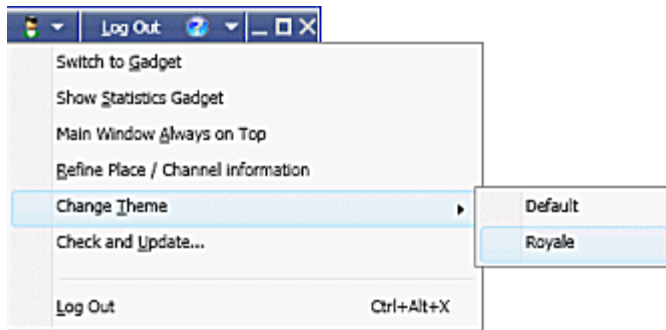 Log Out
Switch to Gadget
Show Statistics Gadget
Main Window Always on Top
Refine Place / Channel information
Change Theme
Default
Check and Update...
Royale
Log Out Ctrl+Alt+X